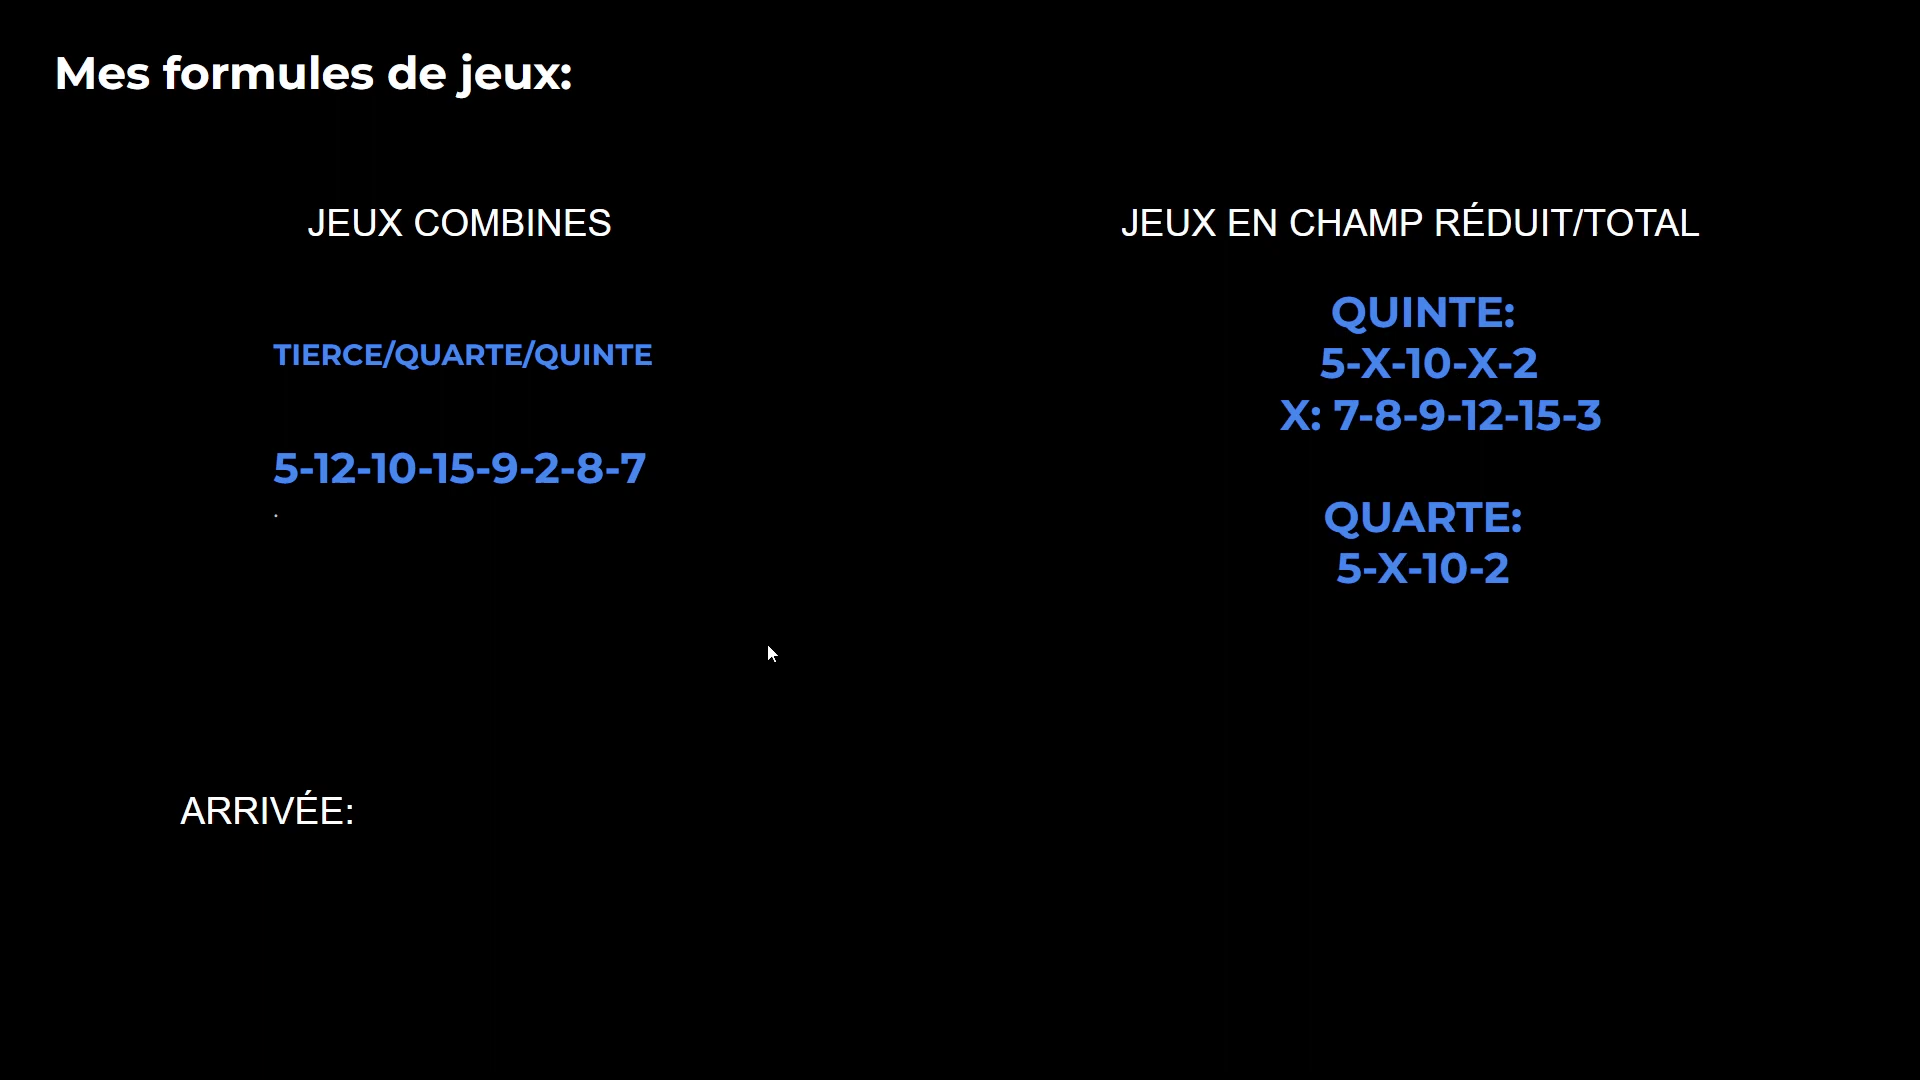 Mes formules de jeux:
JEUX COMBINES
TIERCE/QUARTE/QUINTE
5-12-10-15-9-2-8-7
.
JEUX EN CHAMP RÉDUIT/TOTAL
QUINTE:
5-X-10-X-2
X: 7-8-9-12-15-3
QUARTE:
5-X-10-2
ARRIVÉE: